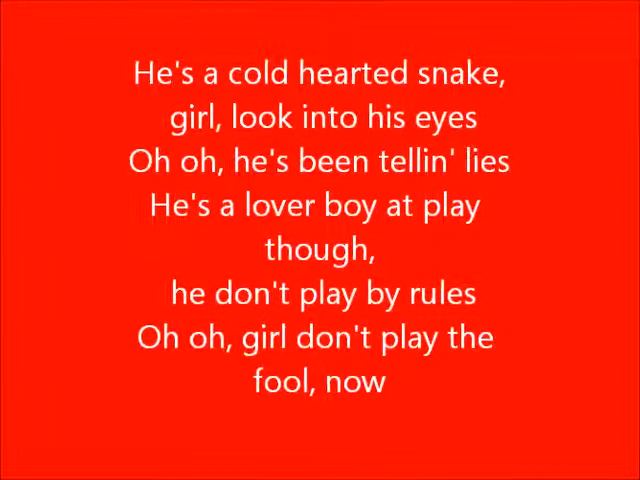 He's a cold hearted snake,
girl, look into his eyes
Oh oh, he's been tellin' lies
He's a lover boy at play
though,
he don't play by rules
Oh oh, girl don't play the
fool, now